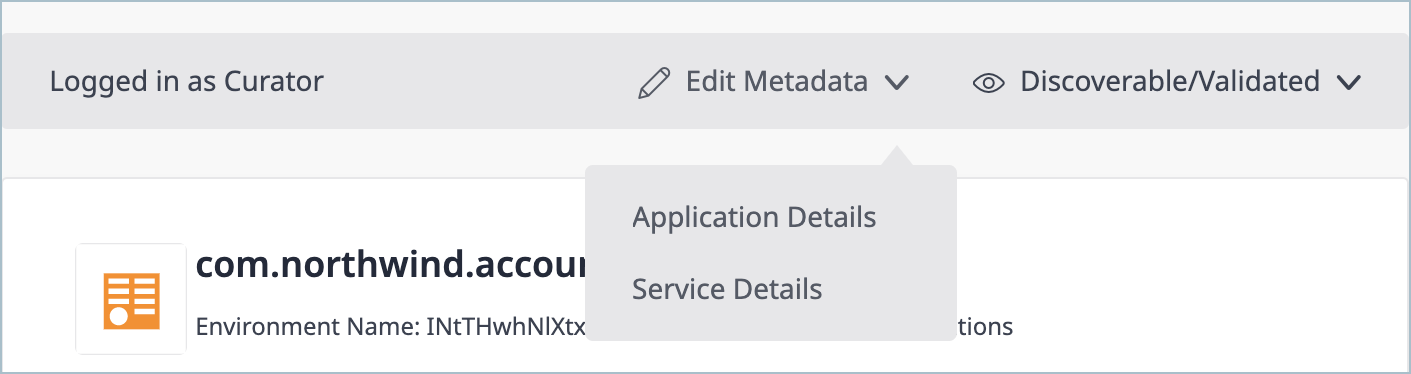 Logged in as Curator
Edit Metadata
Discoverable/Validated
Application Details
Service Details
com.northwind.accour
Environment Name: INtTHwhNlXtx
tions